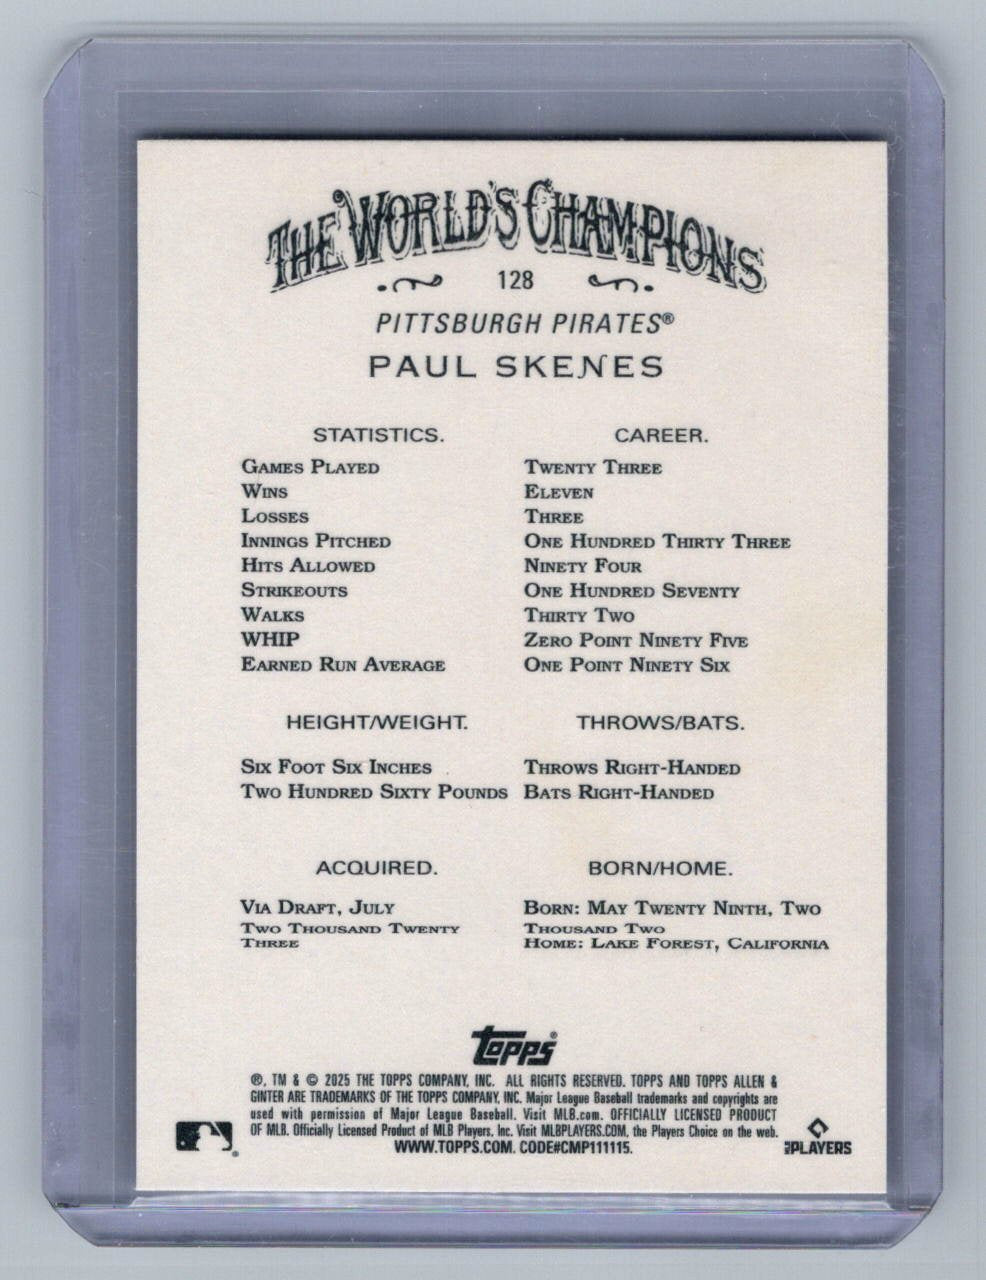 THE WORLD'S CHAMPIONS
128
PITTSBURGH PIRATES®
PAUL SKENES
STATISTICS. CAREER.
GAMES PLAYED TWENTY THREE
WINS ELEVEN
LOSSES THREE
INNINGS PITCHED ONE HUNDRED THIRTY THREE
HITS ALLOWED NINETY FOUR
STRIKEOUTS ONE HUNDRED SEVENTY
WALKS THIRTY TWO
WHIP ZERO POINT NINETY FIVE
EARNED RUN AVERAGE ONE POINT NINETY SIX
HEIGHT/WEIGHT. THROWS/BATS.
SIX FOOT SIX INCHES THROWS RIGHT-HANDED
TWO HUNDRED SIXTY POUNDS BATS RIGHT-HANDED
ACQUIRED. BORN/HOME.
VIA DRAFT, JULY BORN: MAY TWENTY NINTH, TWO
TWO THOUSAND TWENTY THOUSAND TWO
THREE HOME: LAKE FOREST, CALIFORNIA
Topps®
®, TM & © 2025 THE TOPPS COMPANY, INC. ALL RIGHTS RESERVED. TOPPS AND TOPPS ALLEN &
GINTER ARE TRADEMARKS OF THE TOPPS COMPANY, INC. Major League Baseball trademarks and copyrights are
used with permission of Major League Baseball. Visit MLB.com. OFFICIALLY LICENSED PRODUCT
OF MLB. Officially Licensed Product of MLB Players, Inc. Visit MLBPLAYERS.COM, the Players Choice on the web.
WWW.TOPPS.COM. CODE#CMP111115.
MLB PLAYERS